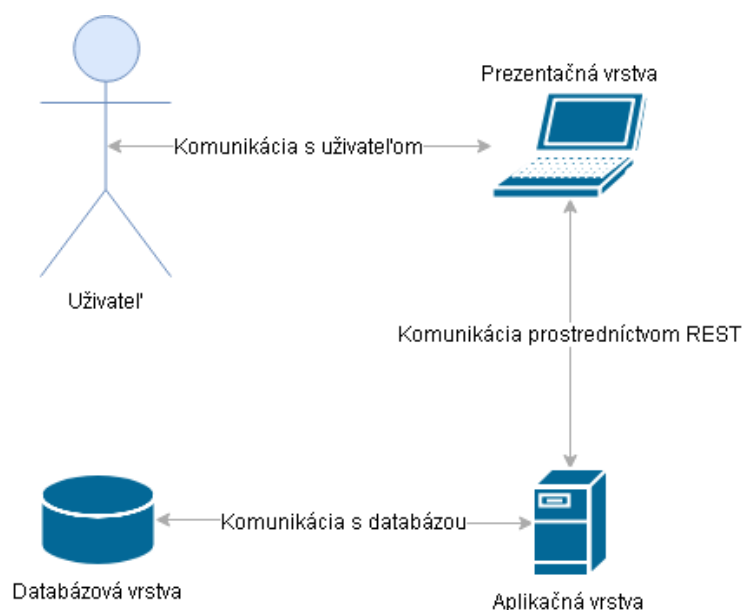 Prezentačná vrstva
Komunikácia s uživateľom
Uživateľ
Komunikácia prostredníctvom REST
Komunikácia s databázou
Databázová vrstva
Aplikačná vrstva